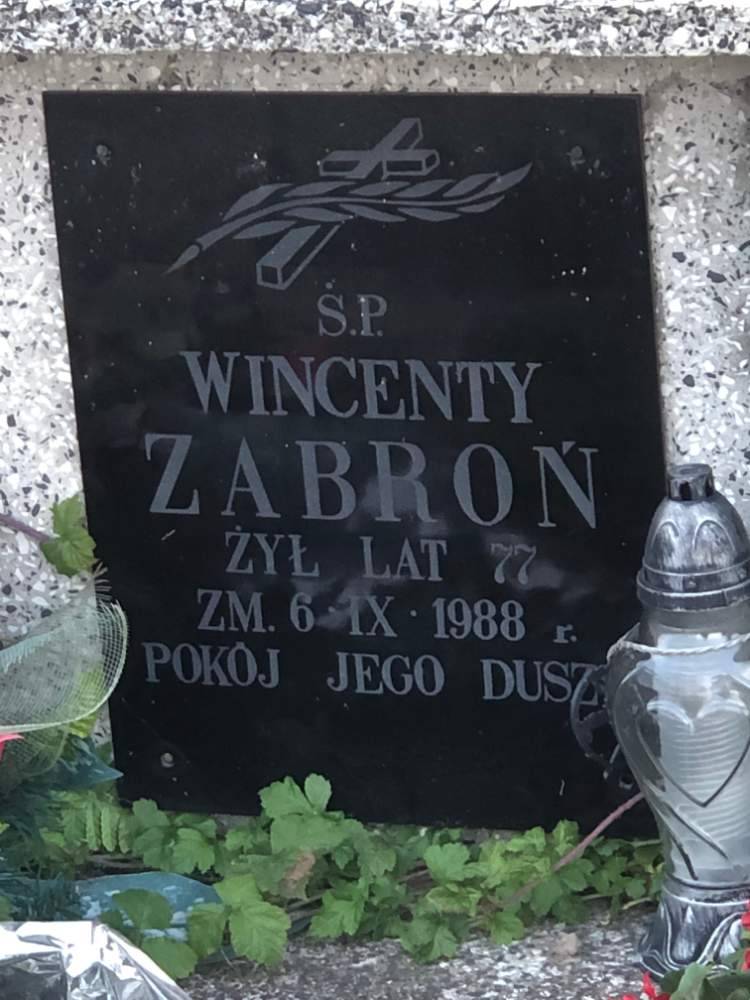 Ś.P.
WINCENTY
ZABROŃ
ŻYŁ LAT 77
ZM. 6·IX·1988 r.
POKÓJ JEGO